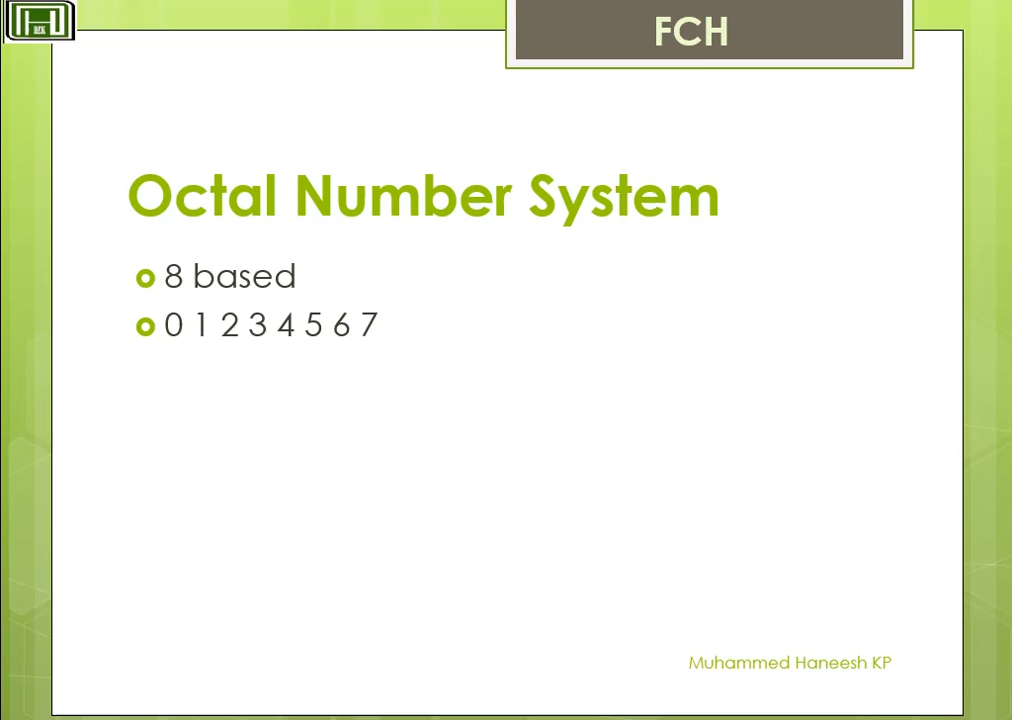 FCH
Octal Number System
8 based
0 1 2 3 4 5 6 7
Muhammed Haneesh KP